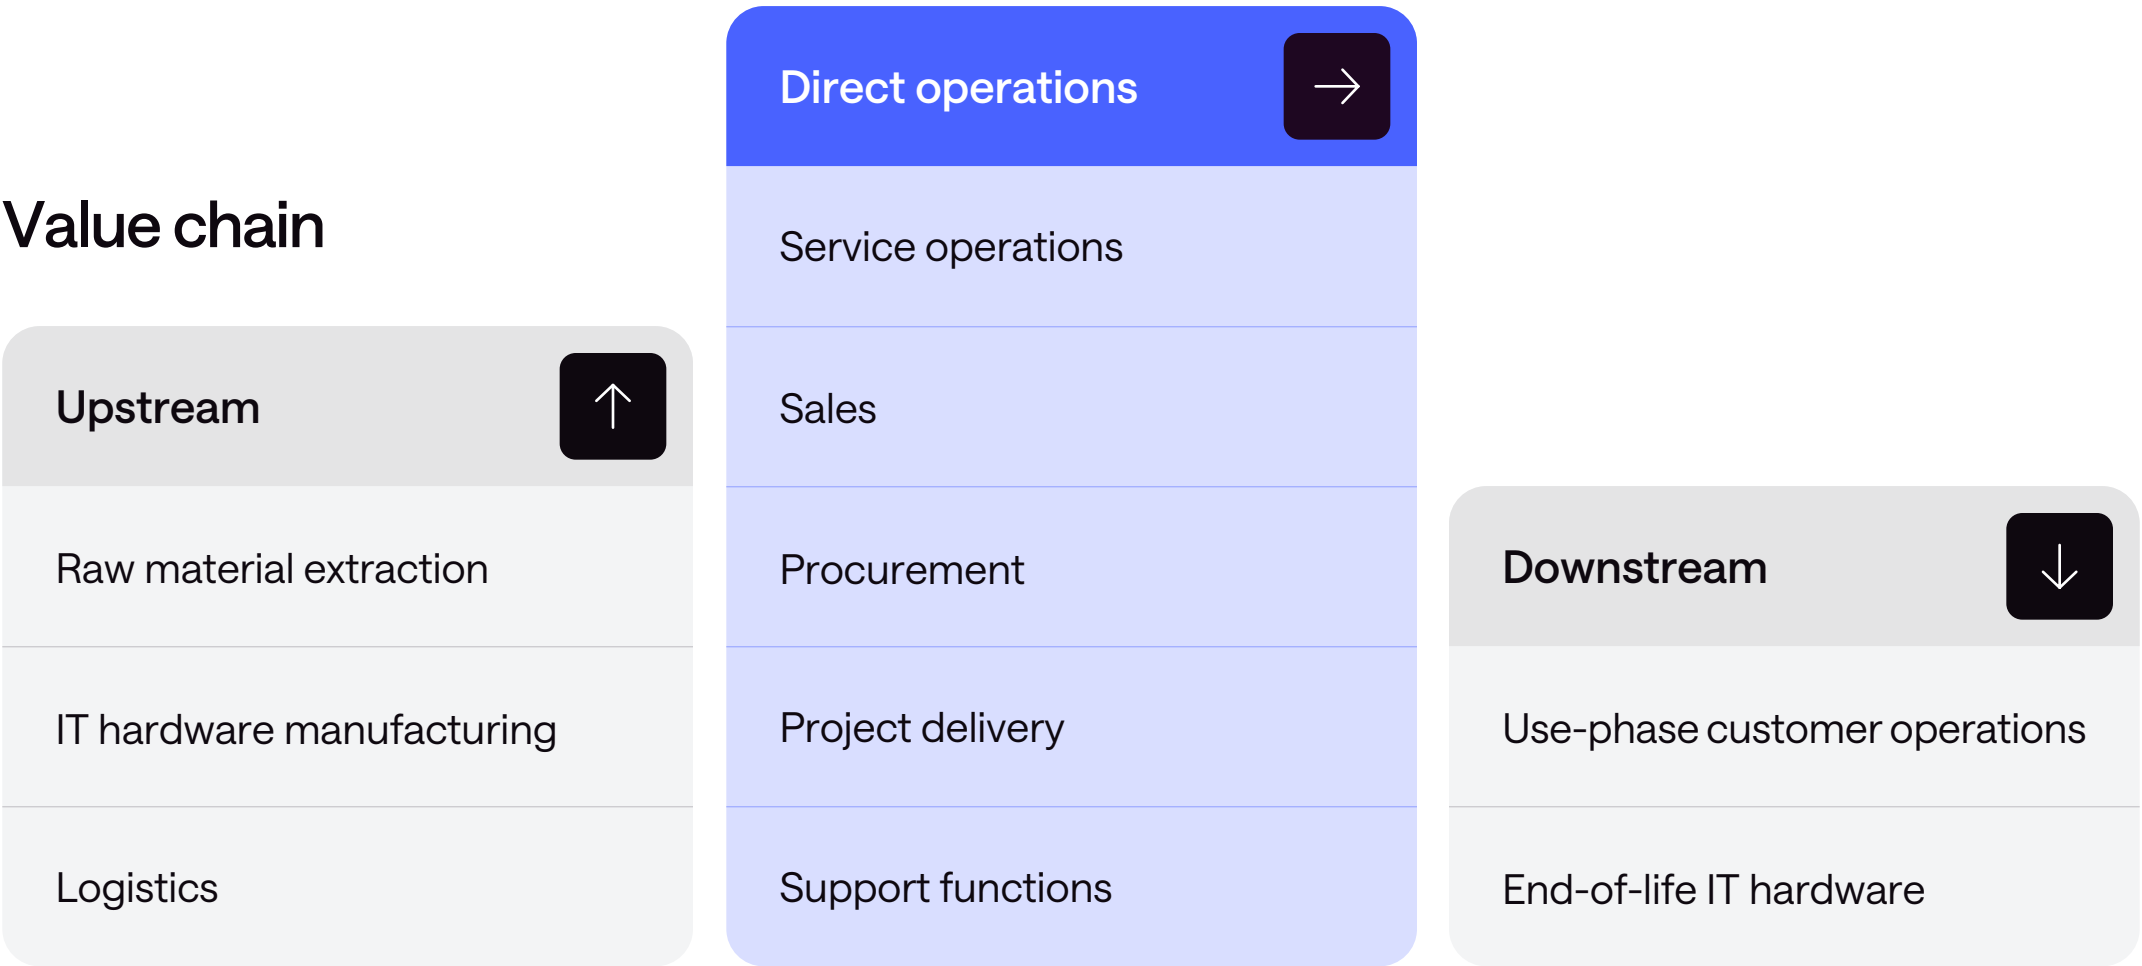 Value chain
Upstream
Raw material extraction
IT hardware manufacturing
Logistics
Direct operations
Service operations
Sales
Procurement
Project delivery
Support functions
Downstream
Use-phase customer operations
End-of-life IT hardware